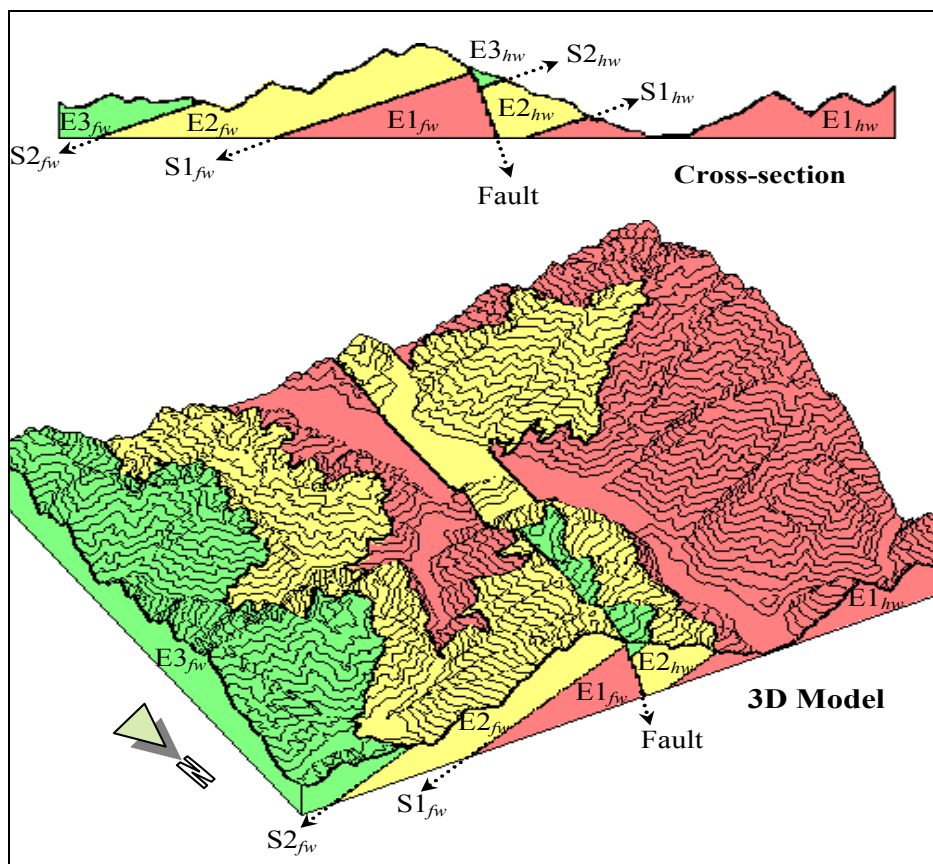 E3hw
S2hw
S1hw
E3fw
E2fw
E1fw
E2hw
E1hw
S2fw
S1fw
Fault
Cross-section
E3fw
E2fw
E1fw
E2hw
E1hw
3D Model
Fault
S1fw
S2fw
N